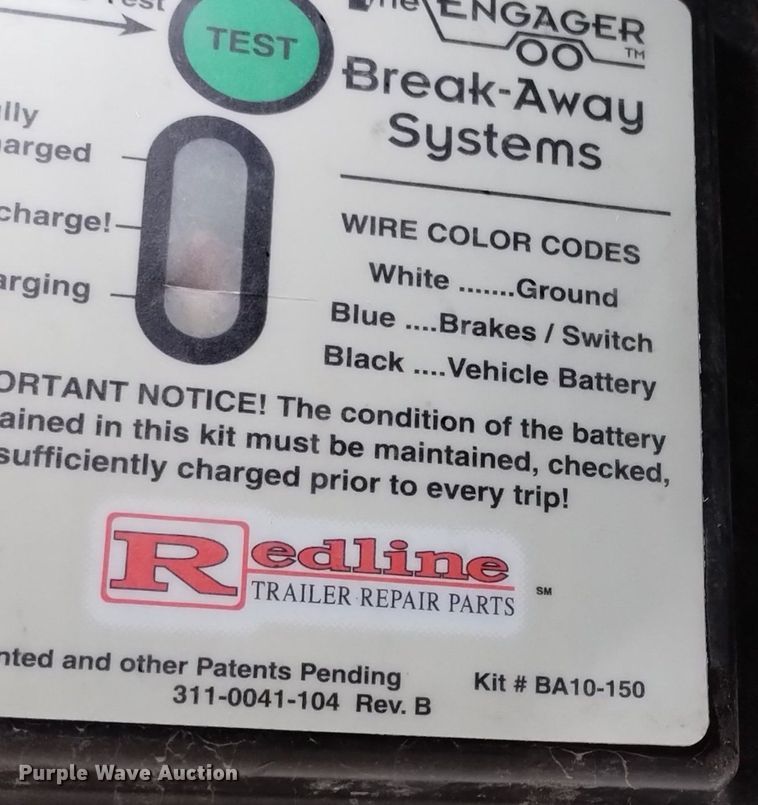 Test
The ENGAGER
TM
TEST
Break-Away
Systems
lly
arged
charge!
arging
WIRE COLOR CODES
White .......Ground
Blue ....Brakes / Switch
Black ....Vehicle Battery
ORTANT NOTICE! The condition of the battery
ained in this kit must be maintained, checked,
sufficiently charged prior to every trip!
Redline
TRAILER REPAIR PARTS SM
nted and other Patents Pending
311-0041-104 Rev. B
Kit # BA10-150
Purple Wave Auction